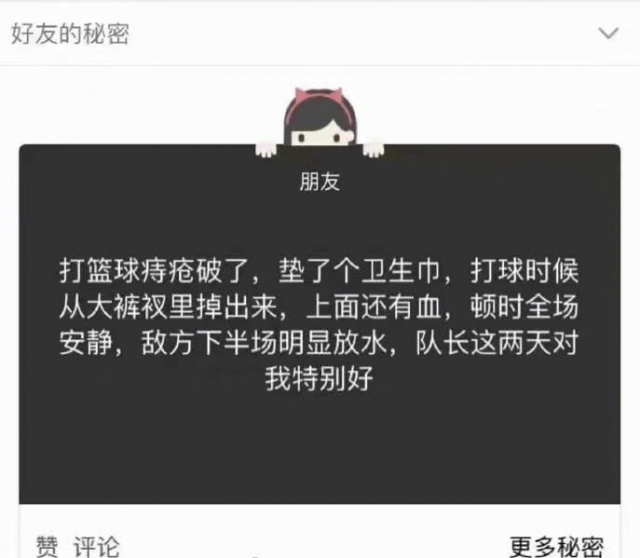 好友的秘密
朋友
打篮球痔疮破了，垫了个卫生巾，打球时候
从大裤衩里掉出来，上面还有血，顿时全场
安静，敌方下半场明显放水，队长这两天对
我特别好
赞 评论 更多秘密